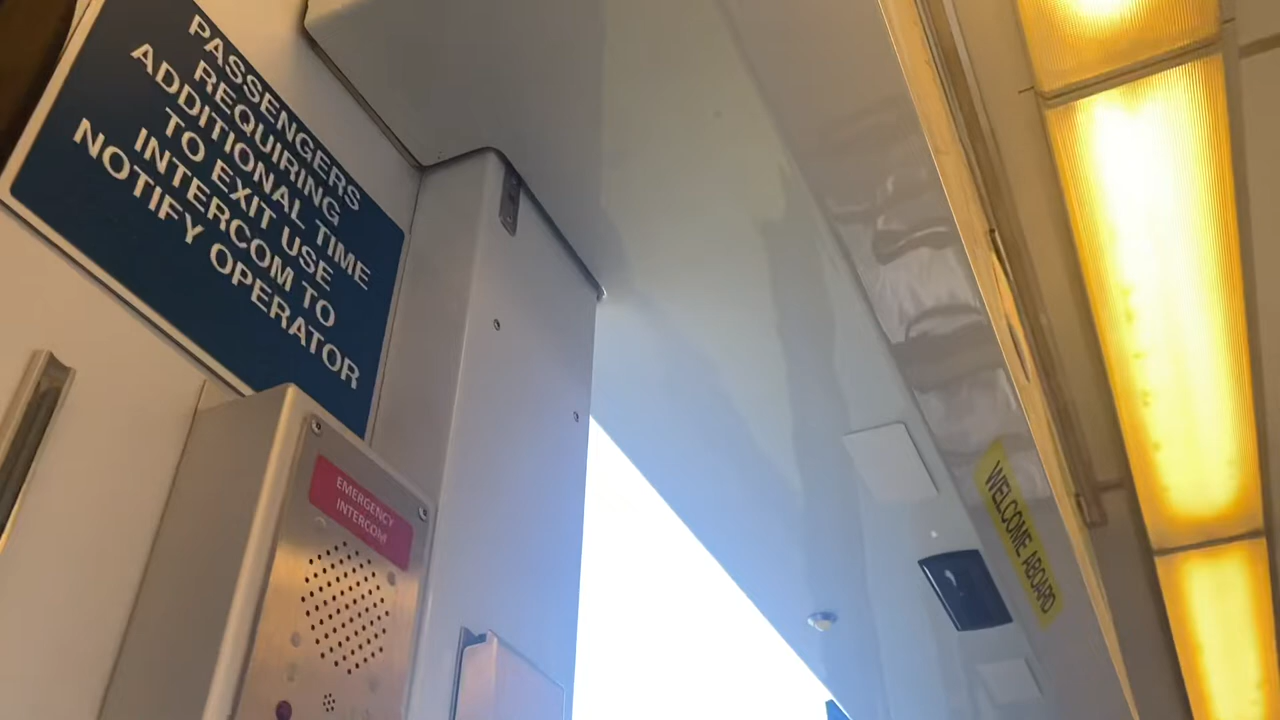 PASSENGERS
REQUIRING
ADDITIONAL TIME
TO EXIT USE
INTERCOM TO
NOTIFY OPERATOR
EMERGENCY
INTERCOM
WELCOME ABOARD